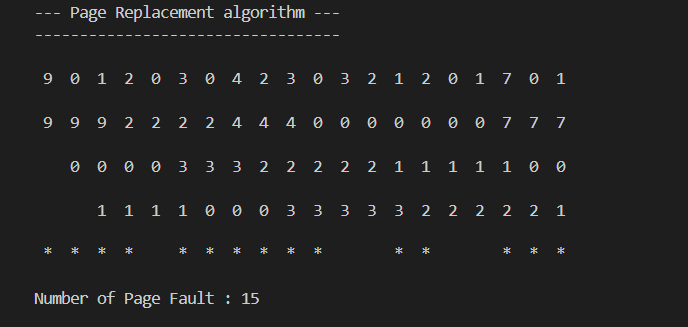 --- Page Replacement algorithm ---
----------------------------------
9 0 1 2 0 3 0 4 2 3 0 3 2 1 2 0 1 7 0 1
9 9 9 2 2 2 2 4 4 4 0 0 0 0 0 0 0 7 7 7
0 0 0 0 3 3 3 2 2 2 2 2 1 1 1 1 1 0 0
1 1 1 1 0 0 0 3 3 3 3 3 2 2 2 2 2 1
* * * * * * * * * * * * * * *
Number of Page Fault : 15